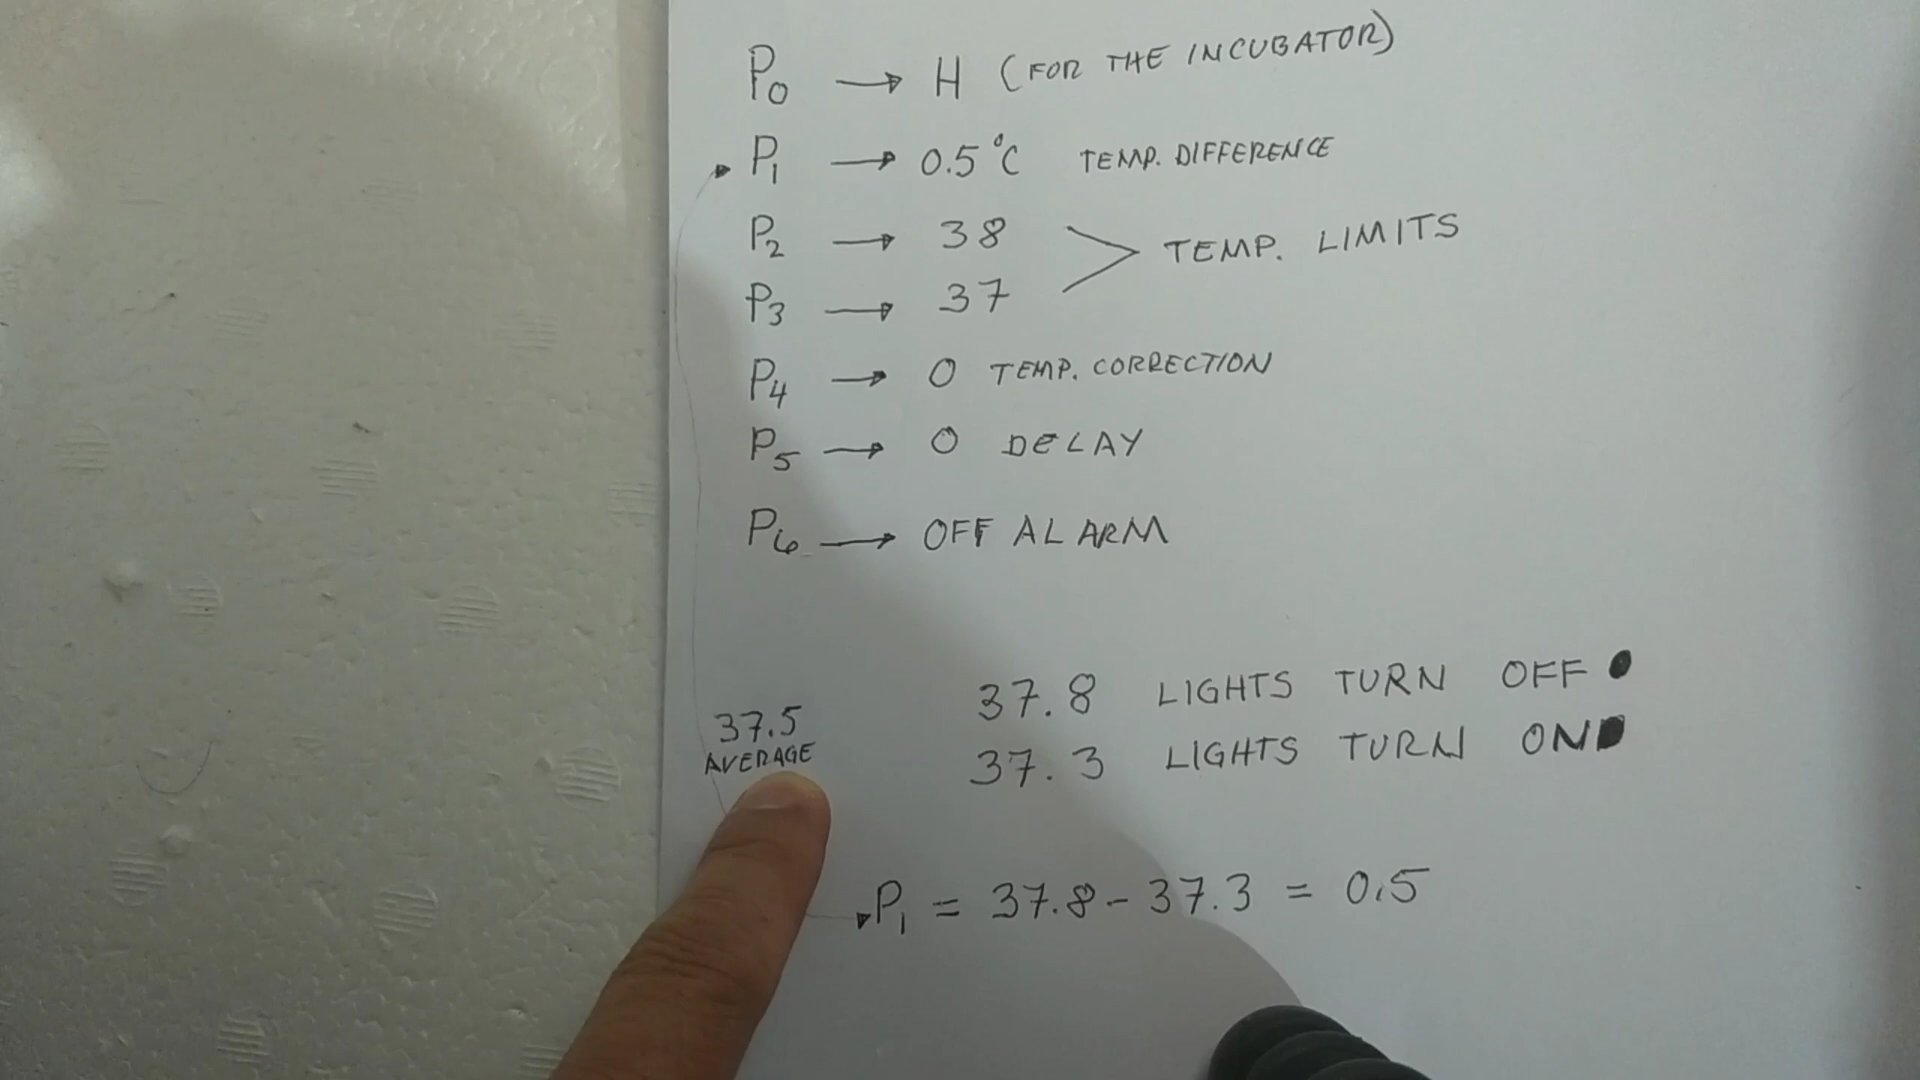 P0 → H (FOR THE INCUBATOR)
P1 → 0.5°C TEMP. DIFFERENCE
P2 → 38
P3 → 37
TEMP. LIMITS
P4 → 0 TEMP. CORRECTION
P5 → 0 DELAY
P6 → OFF ALARM
37.8 LIGHTS TURN OFF
37.3 LIGHTS TURN ON
37.5
AVERAGE
P1 = 37.8 - 37.3 = 0.5